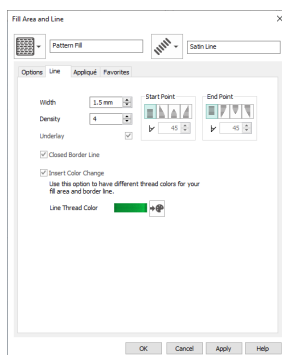 Fill Area and Line
Pattern Fill
Satin Line
Options Line Appliqué Favorites
Width 1.5 mm
Density 4
Underlay
Start Point
45
End Point
45
Closed Border Line
Insert Color Change
Use this option to have different thread colors for your
fill area and border line.
Line Thread Color
OK Cancel Apply Help